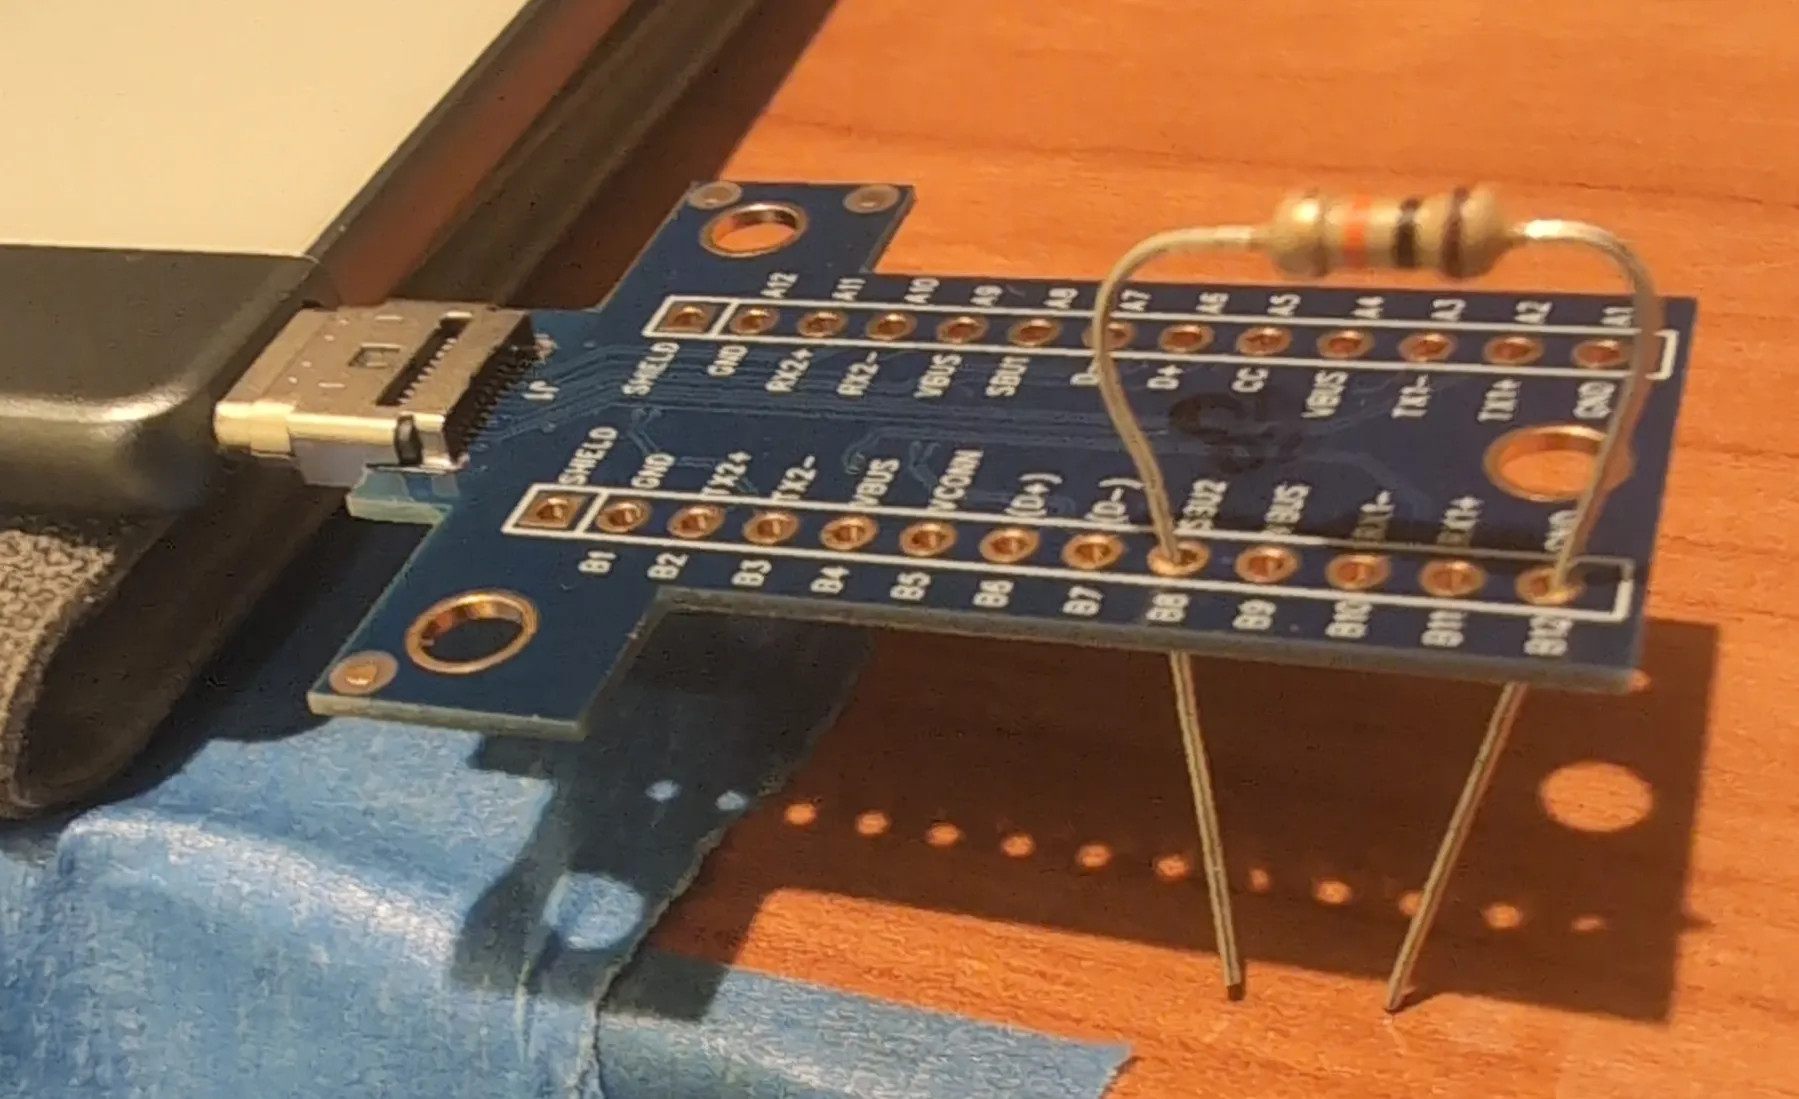 A12 A11 A10 A9 A8 A7 A6 A5 A4 A3 A2 A1
SHIELD GND RX2+ RX2- VBUS SBU1 D- D+ CC VBUS TX1- TX1+ GND
SHIELD GND TX2+ TX2- VBUS VCONN (D+) (D-) SBU2 VBUS RX1- RX1+ GND
B1 B2 B3 B4 B5 B6 B7 B8 B9 B10 B11 B12